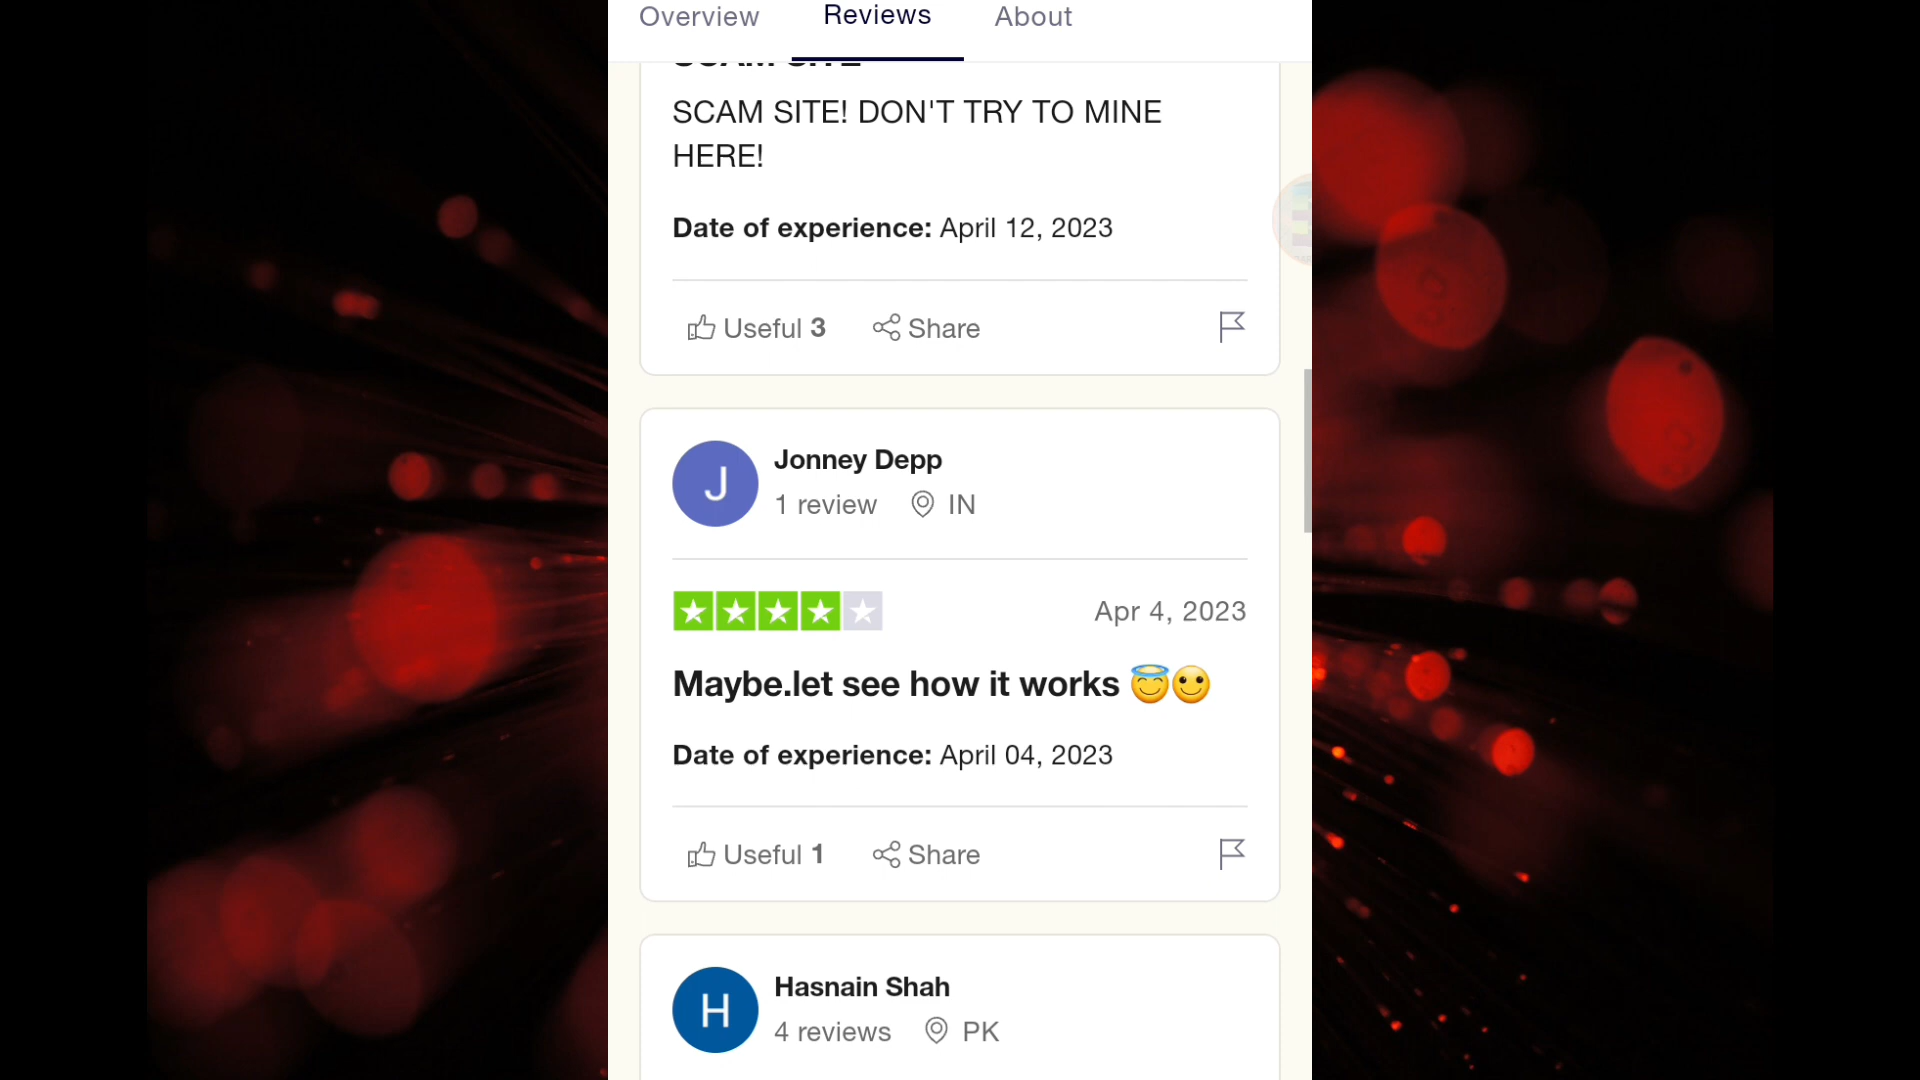 Overview Reviews About
SCAM SITE
SCAM SITE! DON'T TRY TO MINE
HERE!
Date of experience: April 12, 2023
Useful 3 Share
J
Jonney Depp
1 review IN
Apr 4, 2023
Maybe.let see how it works 😇🙂
Date of experience: April 04, 2023
Useful 1 Share
H
Hasnain Shah
4 reviews PK